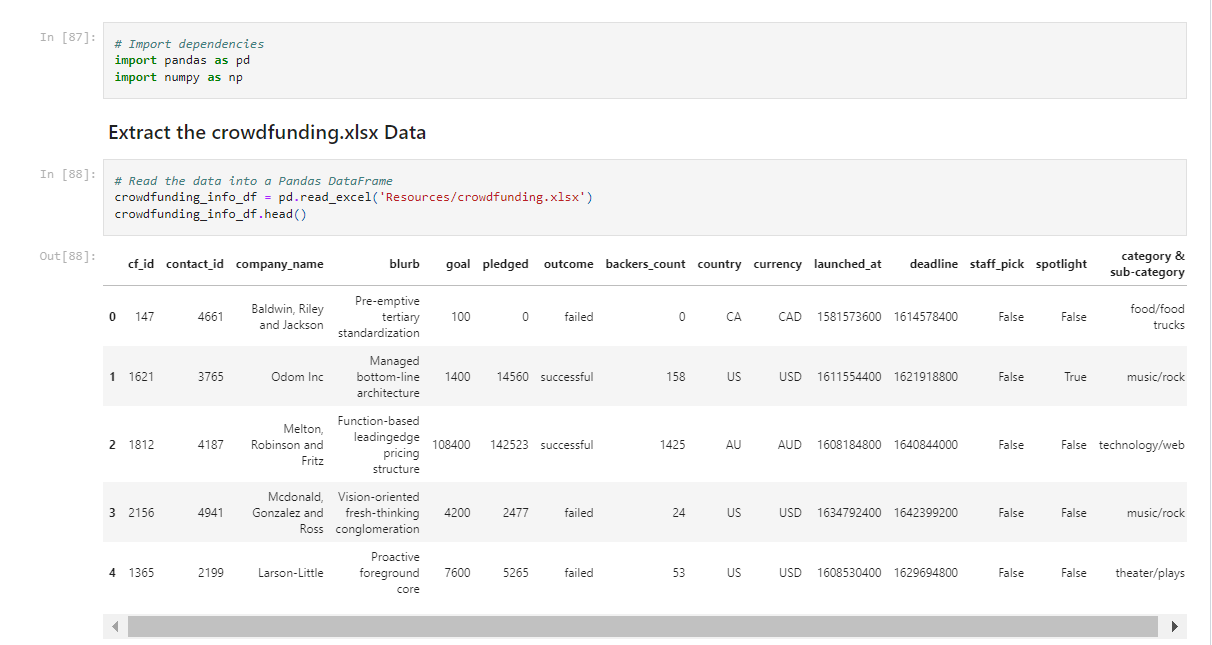 In [87]:
# Import dependencies
import pandas as pd
import numpy as np
Extract the crowdfunding.xlsx Data
In [88]:
# Read the data into a Pandas DataFrame
crowdfunding_info_df = pd.read_excel('Resources/crowdfunding.xlsx')
crowdfunding_info_df.head()
Out[88]:
cf_id contact_id company_name blurb goal pledged outcome backers_count country currency launched_at deadline staff_pick spotlight category &
sub-category
0 147 4661 Baldwin, Riley
and Jackson Pre-emptive
tertiary
standardization 100 0 failed 0 CA CAD 1581573600 1614578400 False False food/food
trucks
1 1621 3765 Odom Inc Managed
bottom-line
architecture 1400 14560 successful 158 US USD 1611554400 1621918800 False True music/rock
2 1812 4187 Melton,
Robinson and
Fritz Function-based
leadingedge
pricing
structure 108400 142523 successful 1425 AU AUD 1608184800 1640844000 False False technology/web
3 2156 4941 Mcdonald,
Gonzalez and
Ross Vision-oriented
fresh-thinking
conglomeration 4200 2477 failed 24 US USD 1634792400 1642399200 False False music/rock
4 1365 2199 Larson-Little Proactive
foreground
core 7600 5265 failed 53 US USD 1608530400 1629694800 False False theater/plays